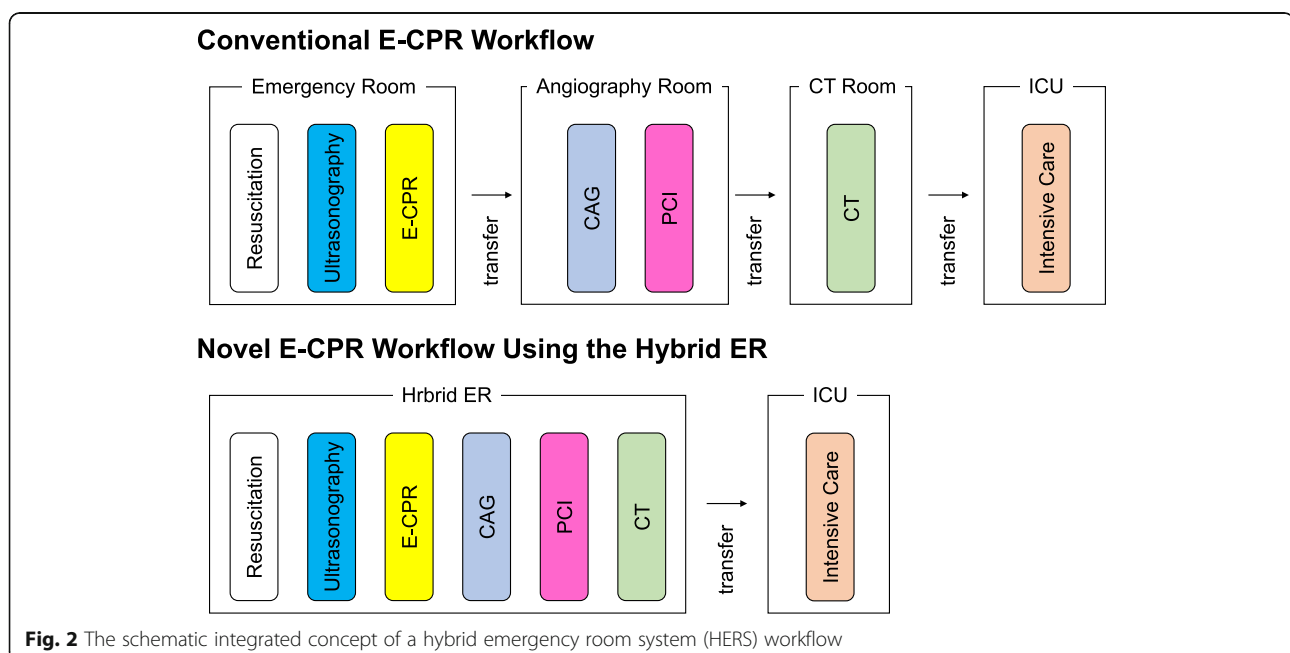 Conventional E-CPR Workflow
Emergency Room
Resuscitation
Ultrasonography
E-CPR
transfer
Angiography Room
CAG
PCI
transfer
CT Room
CT
transfer
ICU
Intensive Care
Novel E-CPR Workflow Using the Hybrid ER
Hrbrid ER
Resuscitation
Ultrasonography
E-CPR
CAG
PCI
CT
transfer
ICU
Intensive Care
Fig. 2 The schematic integrated concept of a hybrid emergency room system (HERS) workflow